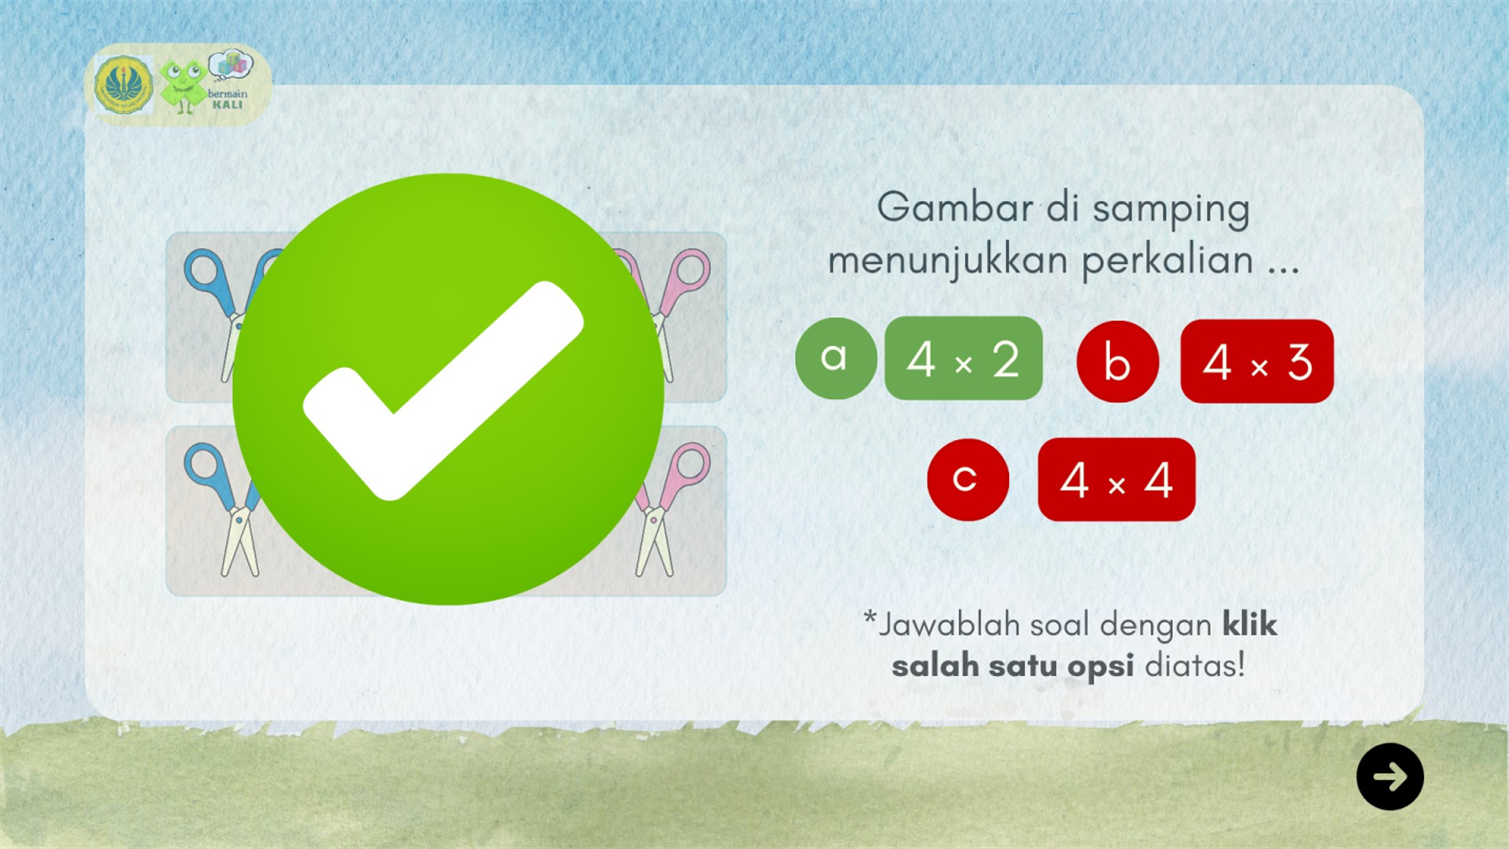 bermain
KALI
Gambar di samping
menunjukkan perkalian ...
a 4 × 2 b 4 × 3
c 4 × 4
*Jawablah soal dengan klik
salah satu opsi diatas!